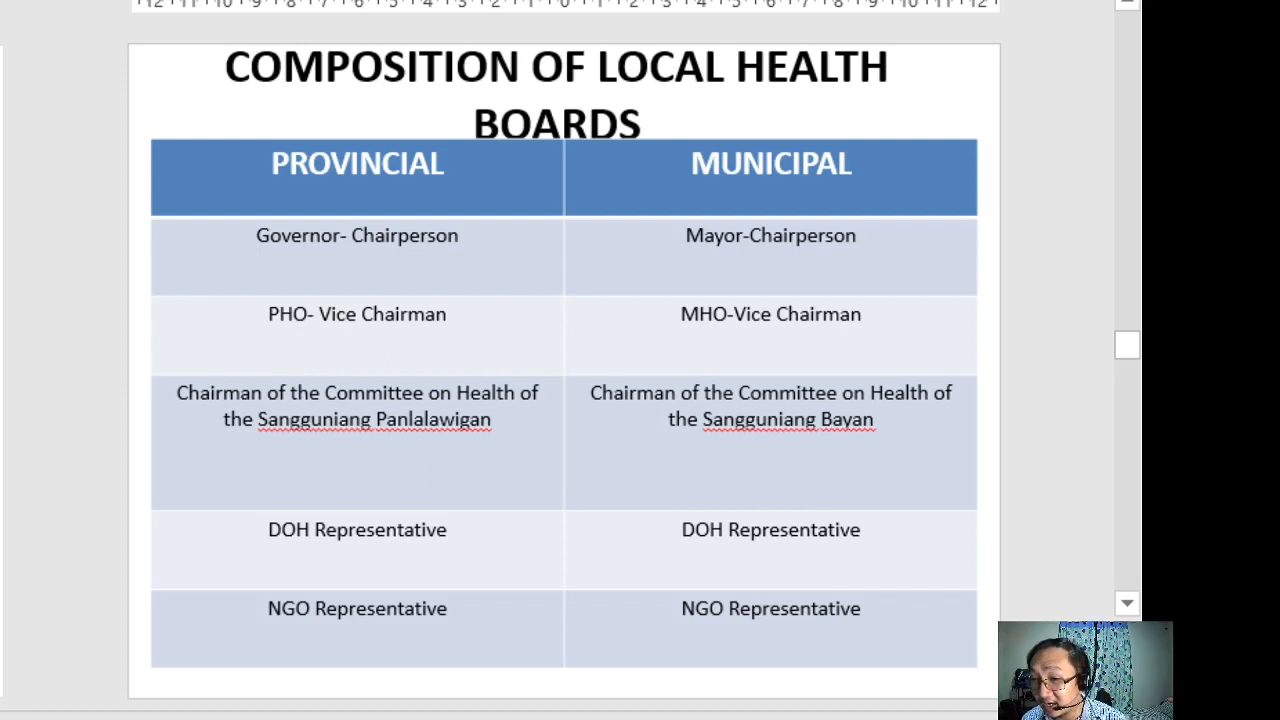 COMPOSITION OF LOCAL HEALTH
BOARDS
PROVINCIAL MUNICIPAL
Governor- Chairperson Mayor-Chairperson
PHO- Vice Chairman MHO-Vice Chairman
Chairman of the Committee on Health of
the Sangguniang Panlalawigan
Chairman of the Committee on Health of
the Sangguniang Bayan
DOH Representative DOH Representative
NGO Representative NGO Representative